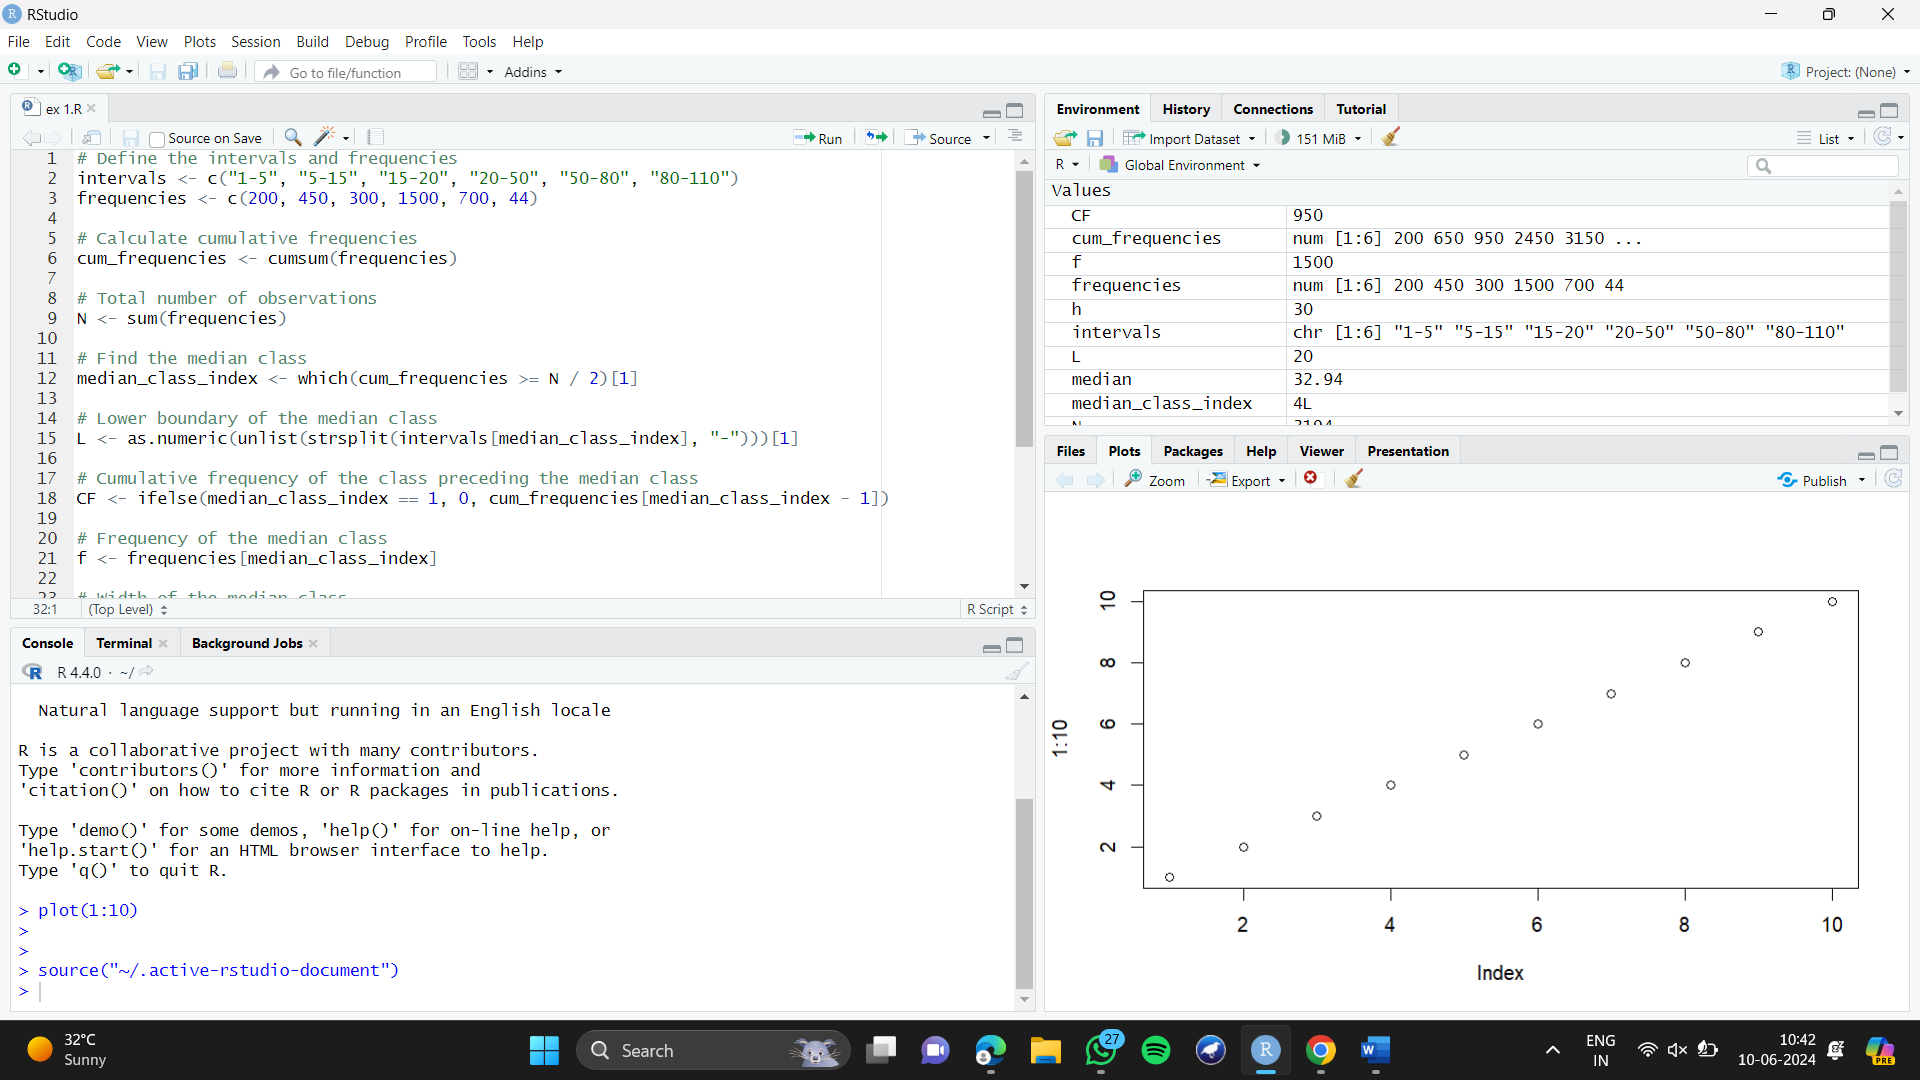 RStudio
File Edit Code View Plots Session Build Debug Profile Tools Help
Go to file/function
Addins
Project: (None)
ex 1.R
Source on Save
Run
Source
1 # Define the intervals and frequencies
2 intervals <- c("1-5", "5-15", "15-20", "20-50", "50-80", "80-110")
3 frequencies <- c(200, 450, 300, 1500, 700, 44)
4
5 # Calculate cumulative frequencies
6 cum_frequencies <- cumsum(frequencies)
7
8 # Total number of observations
9 N <- sum(frequencies)
10
11 # Find the median class
12 median_class_index <- which(cum_frequencies >= N / 2)[1]
13
14 # Lower boundary of the median class
15 L <- as.numeric(unlist(strsplit(intervals[median_class_index], "-")))[1]
16
17 # Cumulative frequency of the class preceding the median class
18 CF <- ifelse(median_class_index == 1, 0, cum_frequencies[median_class_index - 1])
19
20 # Frequency of the median class
21 f <- frequencies[median_class_index]
22
23 # Width of the median class
32:1 (Top Level) R Script
Console Terminal Background Jobs
R 4.4.0 · ~/
Natural language support but running in an English locale
R is a collaborative project with many contributors.
Type 'contributors()' for more information and
'citation()' on how to cite R or R packages in publications.
Type 'demo()' for some demos, 'help()' for on-line help, or
'help.start()' for an HTML browser interface to help.
Type 'q()' to quit R.
> plot(1:10)
>
>
> source("~/.active-rstudio-document")
>
Environment History Connections Tutorial
Import Dataset 151 MiB List
R Global Environment
Values
CF 950
cum_frequencies num [1:6] 200 650 950 2450 3150 ...
f 1500
frequencies num [1:6] 200 450 300 1500 700 44
h 30
intervals chr [1:6] "1-5" "5-15" "15-20" "20-50" "50-80" "80-110"
L 20
median 32.94
median_class_index 4L
N 3194
Files Plots Packages Help Viewer Presentation
Zoom Export Publish
10
8
6
4
2
1:10
2 4 6 8 10
Index
32°C
Sunny
Search
27
ENG
IN
10:42
10-06-2024
PRE